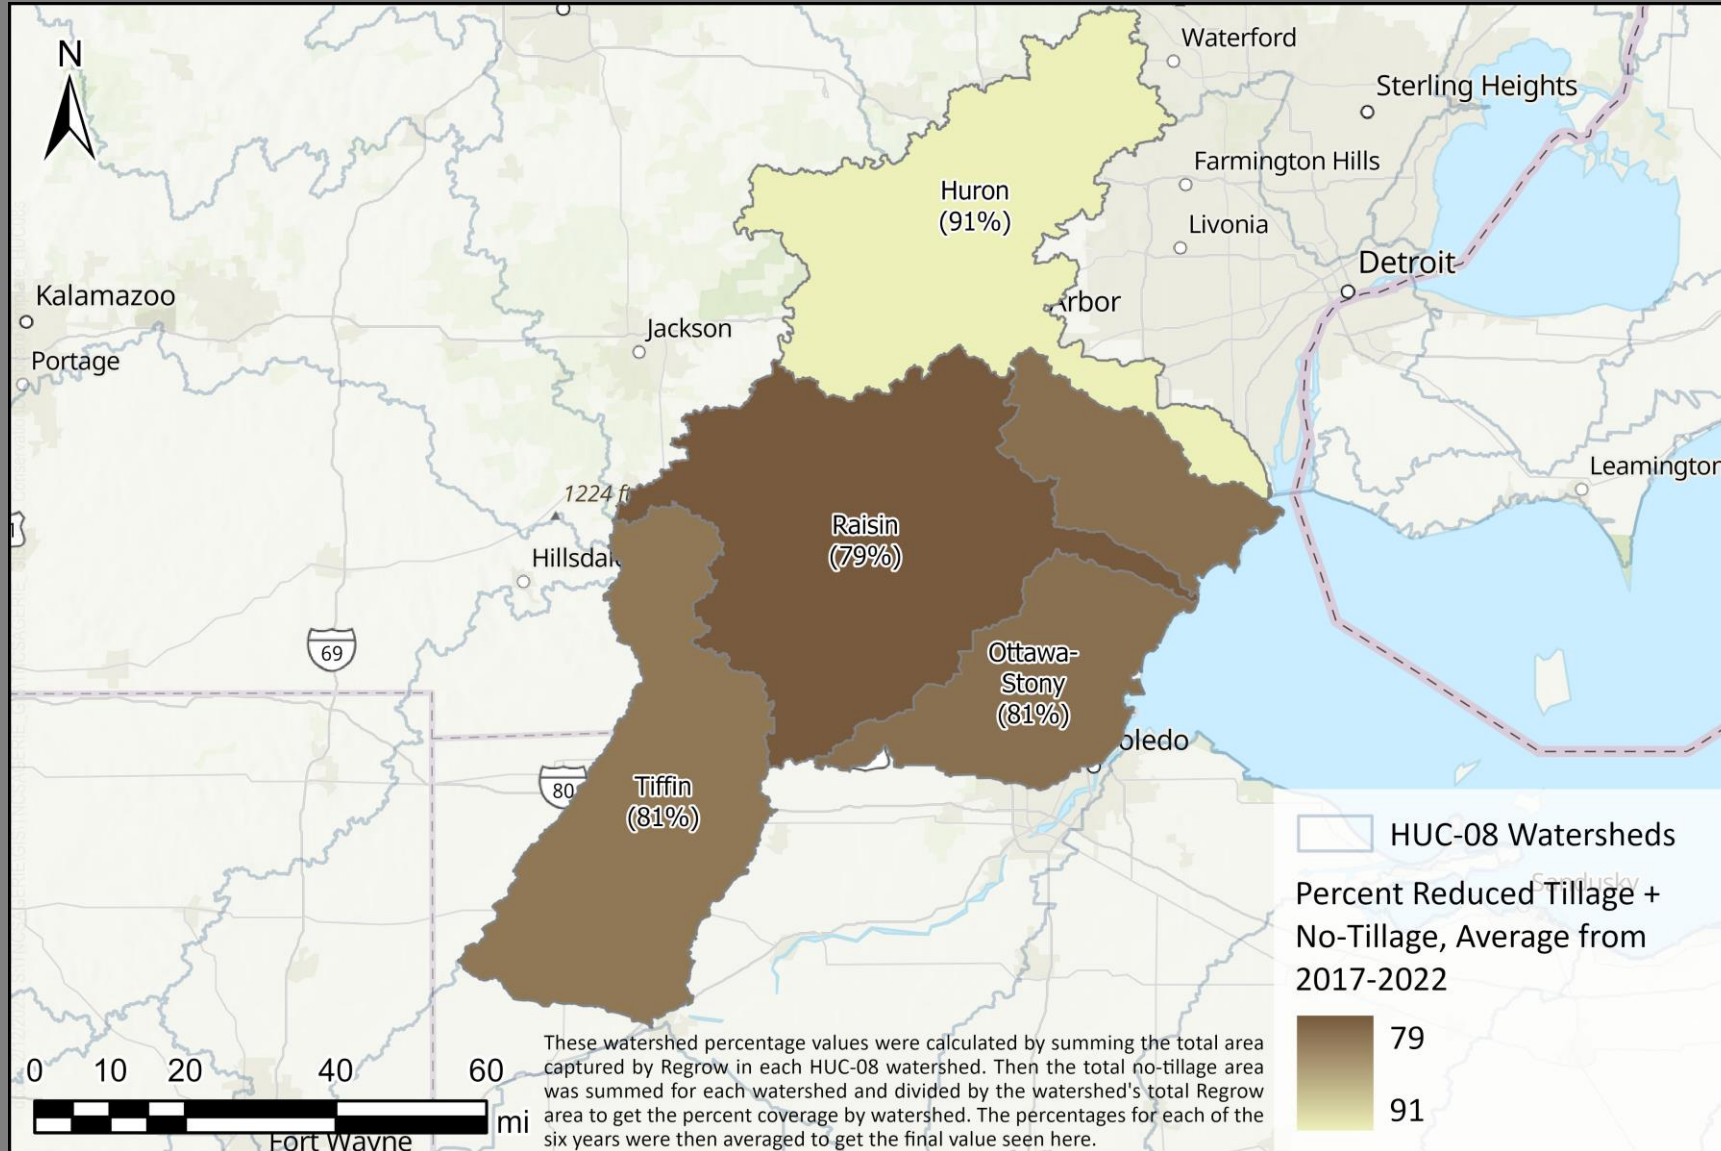 N
Waterford
Sterling Heights
Farmington Hills
Huron
(91%)
Livonia
Detroit
Kalamazoo
Arbor
Jackson
Portage
Leamington
1224 ft
Raisin
(79%)
Hillsdale
69
Ottawa-
Stony
(81%)
oledo
80
Tiffin
(81%)
HUC-08 Watersheds
Sandusky
Percent Reduced Tillage +
No-Tillage, Average from
2017-2022
79
91
These watershed percentage values were calculated by summing the total area
captured by Regrow in each HUC-08 watershed. Then the total no-tillage area
was summed for each watershed and divided by the watershed's total Regrow
area to get the percent coverage by watershed. The percentages for each of the
six years were then averaged to get the final value seen here.
0 10 20 40 60
mi
Fort Wayne